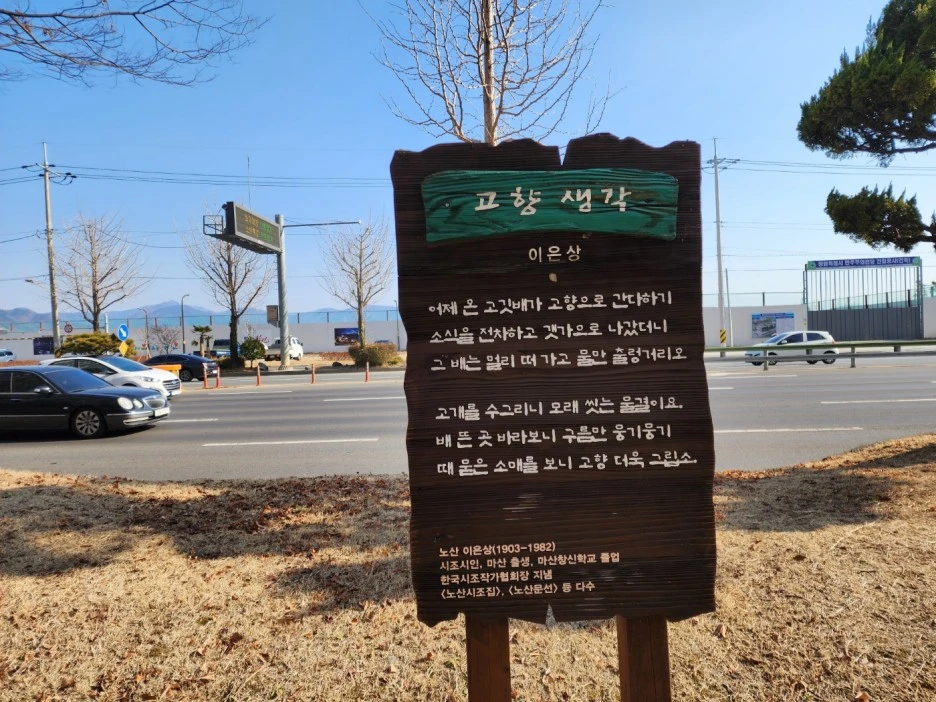 고향 생각
이은상
어제 온 고깃배가 고향으로 간다하기
소식을 전차하고 갯가으로 나갔더니
그 배는 멀리 떠 가고 물만 출렁거리오
고개를 수그리니 모래 씻는 물결이요.
배 뜬 곳 바라보니 구름만 뭉기뭉기
때 묻은 소매를 보니 고향 더욱 그립소.
노산 이은상(1903-1982)
시조시인, 마산 출생, 마산창신학교 졸업
한국시조작가협회장 지냄
〈노산시조집〉, 〈노산문선〉 등 다수